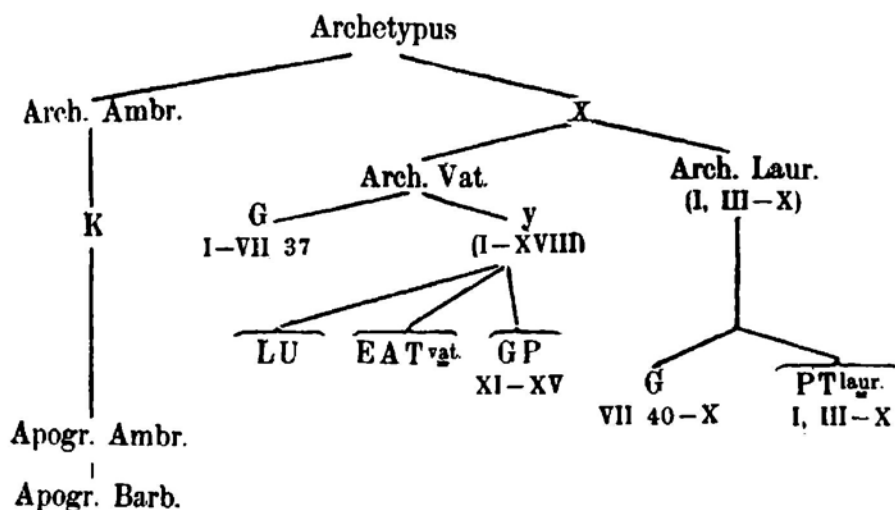 Archetypus
Arch. Ambr.
X
Arch. Vat.
Arch. Laur.
(I, III—X)
K
G
I—VII 37
y
(I—XVIII)
LU
EAT vat.
GP
XI—XV
G
VII 40—X
PT laur.
I, III—X
Apogr. Ambr.
Apogr. Barb.